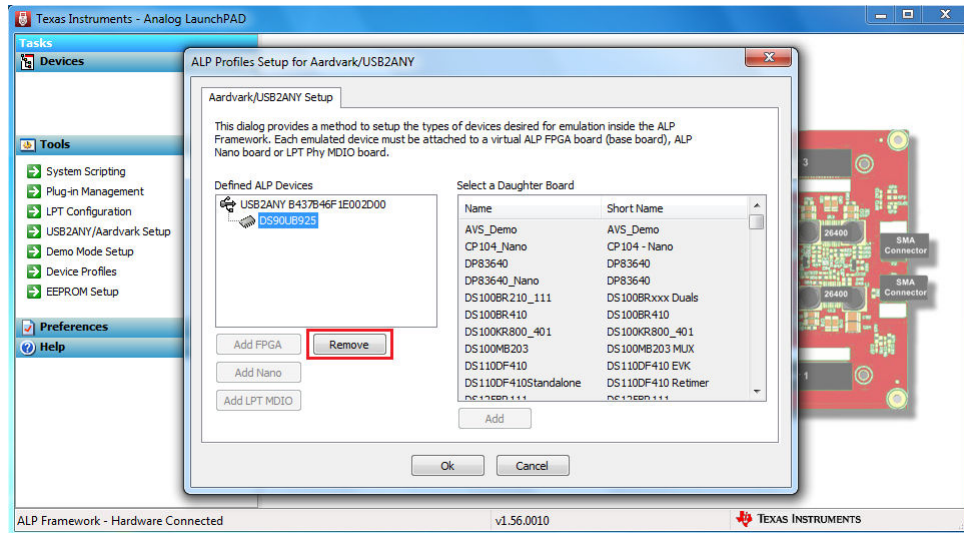 Texas Instruments - Analog LaunchPAD
Tasks
Devices
Tools
System Scripting
Plug-in Management
LPT Configuration
USB2ANY/Aardvark Setup
Demo Mode Setup
Device Profiles
EEPROM Setup
Preferences
Help
ALP Profiles Setup for Aardvark/USB2ANY
Aardvark/USB2ANY Setup
This dialog provides a method to setup the types of devices desired for emulation inside the ALP
Framework. Each emulated device must be attached to a virtual ALP FPGA board (base board), ALP
Nano board or LPT Phy MDIO board.
Defined ALP Devices
USB2ANY B437B46F1E002D00
DS90UB925
Add FPGA Remove
Add Nano
Add LPT MDIO
Select a Daughter Board
Name Short Name
AVS_Demo AVS_Demo
CP104_Nano CP104 - Nano
DP83640 DP83640
DP83640_Nano DP83640
DS100BR210_111 DS100BRxxx Duals
DS100BR410 DS100BR410
DS100KR800_401 DS100KR800_401
DS100MB203 DS100MB203 MUX
DS110DF410 DS110DF410 EVK
DS110DF410Standalone DS110DF410 Retimer
Add
Ok Cancel
3
26400
SMA
Connector
SMA
Connector
26400
1
ALP Framework - Hardware Connected v1.56.0010 TEXAS INSTRUMENTS